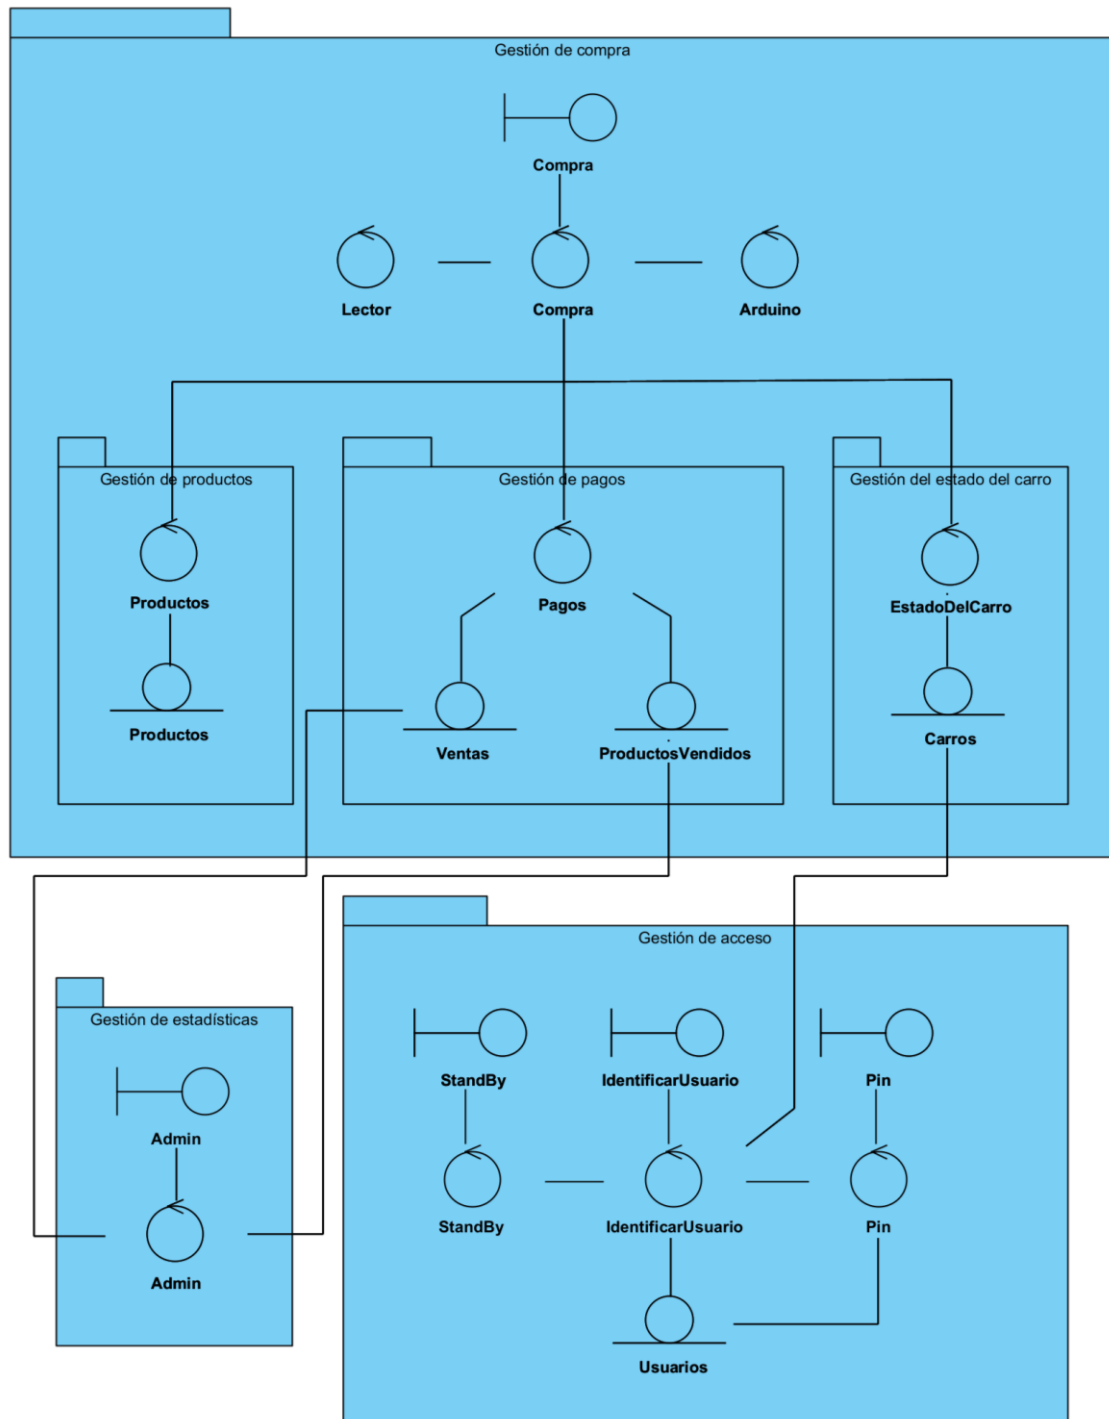 Gestión de compra
Compra
Lector
Compra
Arduino
Gestión de productos
Gestión de pagos
Gestión del estado del carro
Productos
Pagos
EstadoDelCarro
Productos
Ventas
ProductosVendidos
Carros
Gestión de acceso
Gestión de estadísticas
StandBy
IdentificarUsuario
Pin
Admin
StandBy
IdentificarUsuario
Pin
Admin
Usuarios